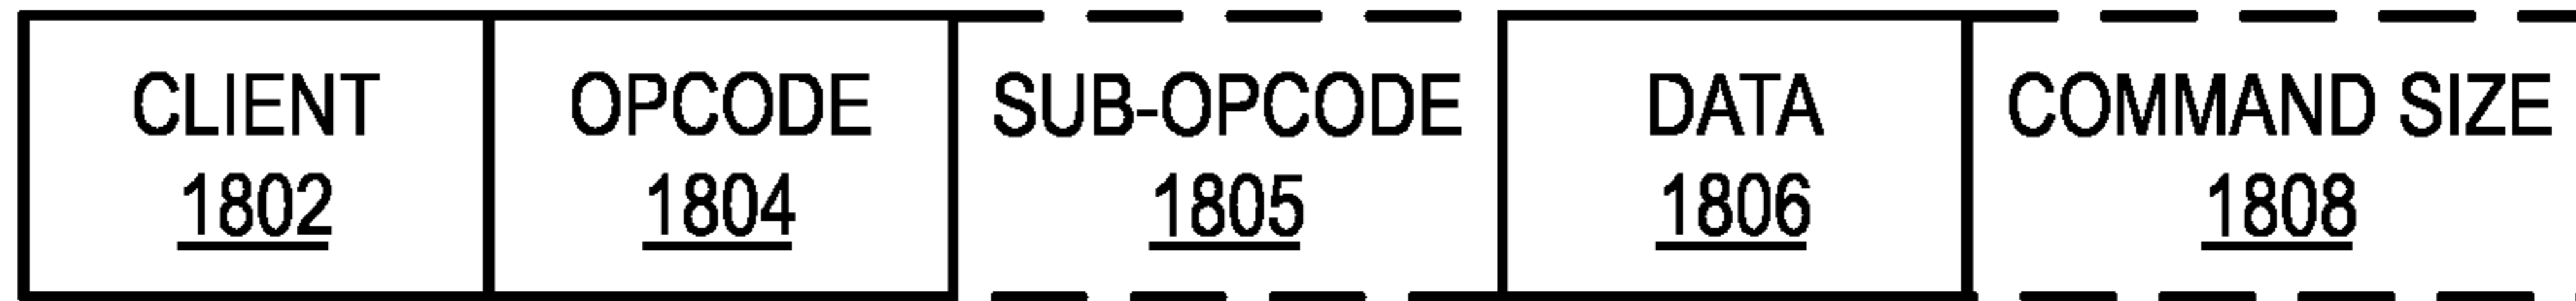 CLIENT
1802
OPCODE
1804
SUB-OPCODE
1805
DATA
1806
COMMAND SIZE
1808